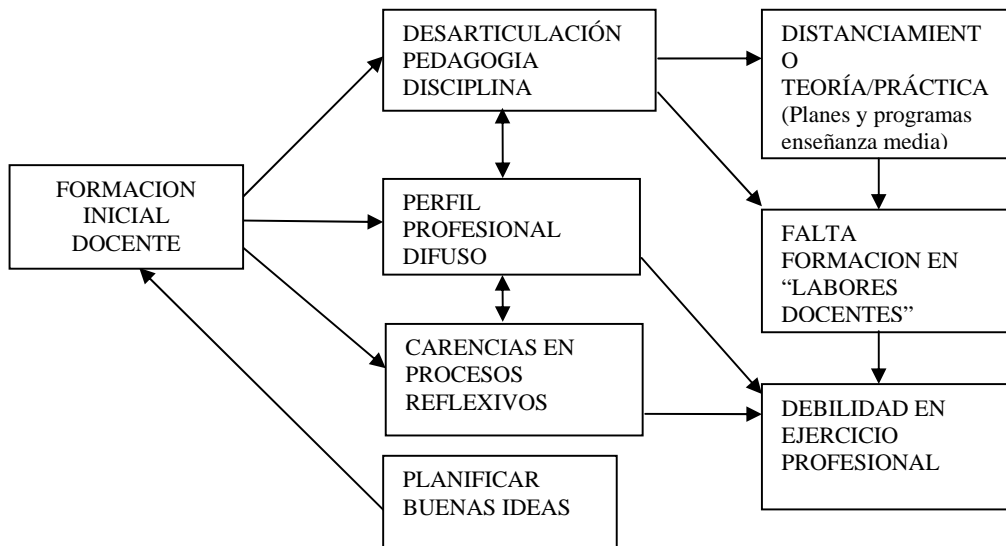 FORMACION
INICIAL
DOCENTE
DESARTICULACIÓN
PEDAGOGIA
DISCIPLINA
PERFIL
PROFESIONAL
DIFUSO
CARENCIAS EN
PROCESOS
REFLEXIVOS
PLANIFICAR
BUENAS IDEAS
DISTANCIAMIENT
O
TEORÍA/PRÁCTICA
(Planes y programas
enseñanza media)
FALTA
FORMACION EN
“LABORES
DOCENTES”
DEBILIDAD EN
EJERCICIO
PROFESIONAL